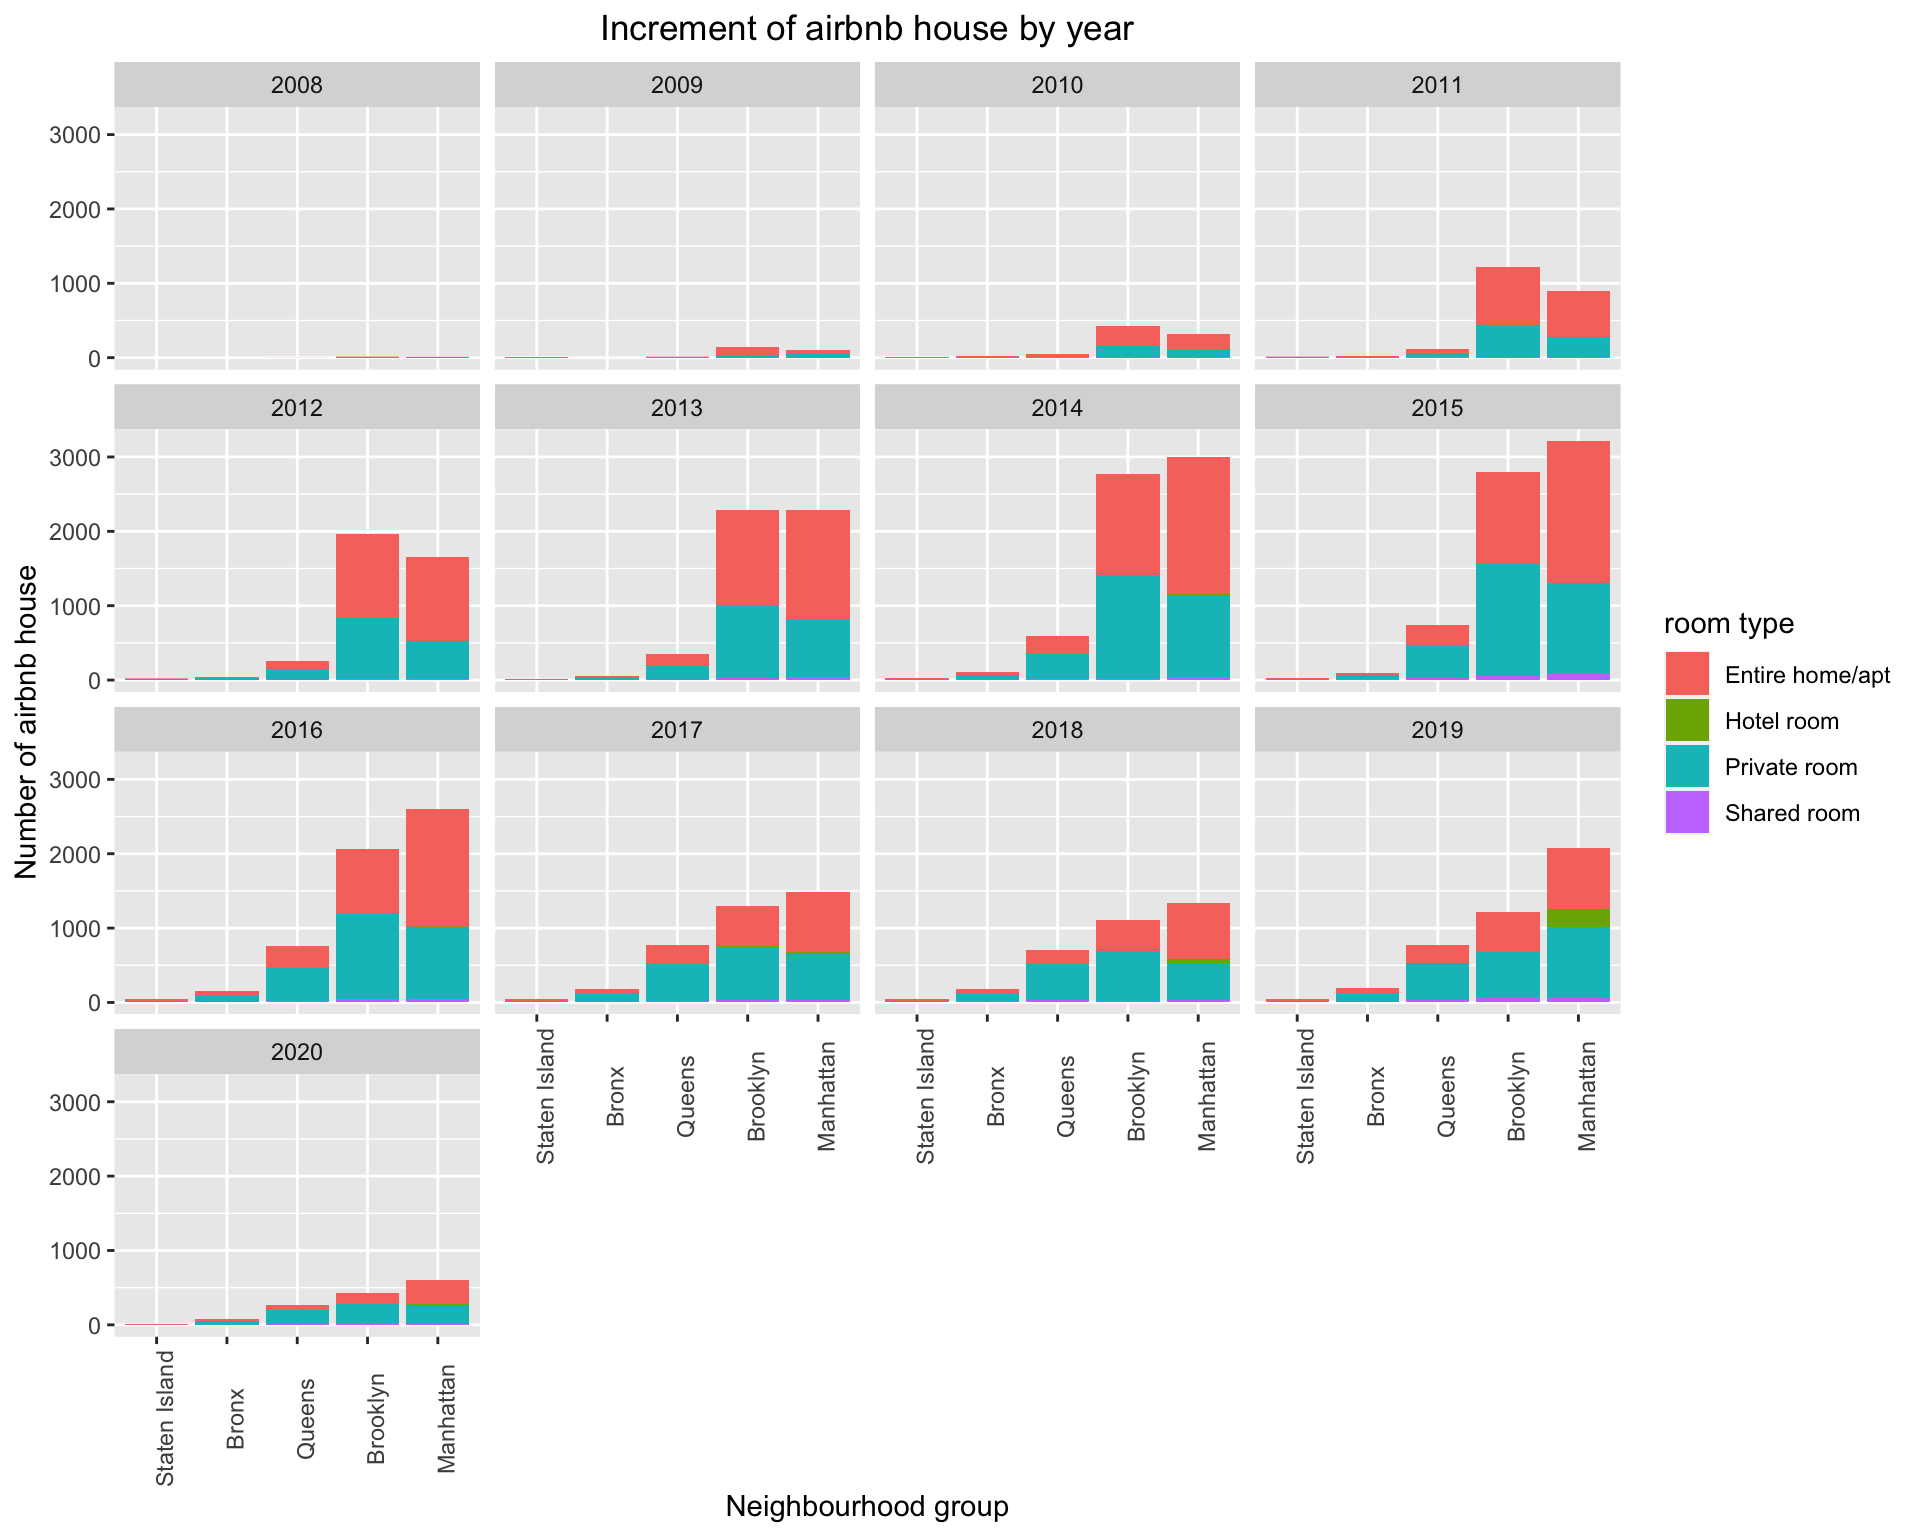 Increment of airbnb house by year
2008
2009
2010
2011
3000
2000
1000
0
2012
2013
2014
2015
3000
2000
1000
0
2016
2017
2018
2019
3000
2000
1000
0
Staten Island
Bronx
Queens
Brooklyn
Manhattan
Staten Island
Bronx
Queens
Brooklyn
Manhattan
Staten Island
Bronx
Queens
Brooklyn
Manhattan
2020
3000
2000
1000
0
Staten Island
Bronx
Queens
Brooklyn
Manhattan
Number of airbnb house
Neighbourhood group
room type
Entire home/apt
Hotel room
Private room
Shared room